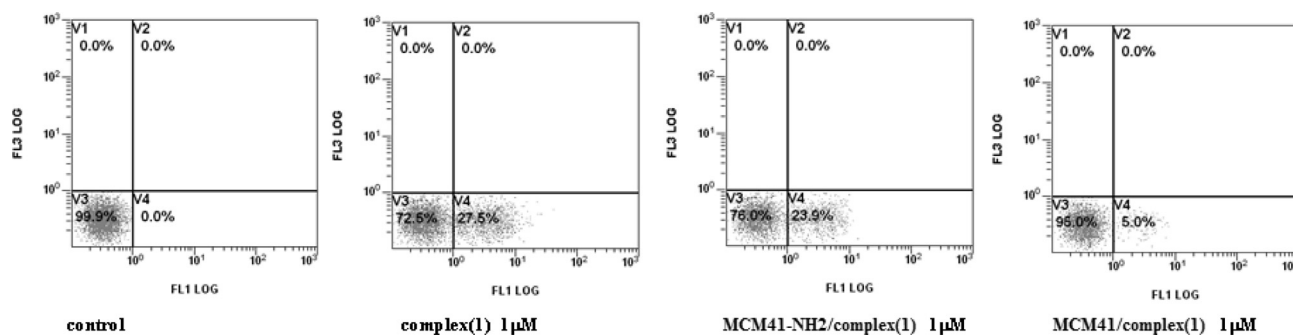 10³ V1 V2
0.0% 0.0%
10²
FL3 LOG
10¹
10⁰
V3 V4
99.9% 0.0%
10⁰ 10¹ 10² 10³
FL1 LOG
control
10³ V1 V2
0.0% 0.0%
10²
FL3 LOG
10¹
10⁰
V3 V4
72.5% 27.5%
10⁰ 10¹ 10² 10³
FL1 LOG
complex(1) 1μM
10³ V1 V2
0.0% 0.0%
10²
FL3 LOG
10¹
10⁰
V3 V4
76.0% 23.9%
10⁰ 10¹ 10² 10³
FL1 LOG
MCM41-NH2/complex(1) 1μM
10³ V1 V2
0.0% 0.0%
10²
FL3 LOG
10¹
10⁰
V3 V4
95.0% 5.0%
10⁰ 10¹ 10² 10³
FL1 LOG
MCM41/complex(1) 1μM